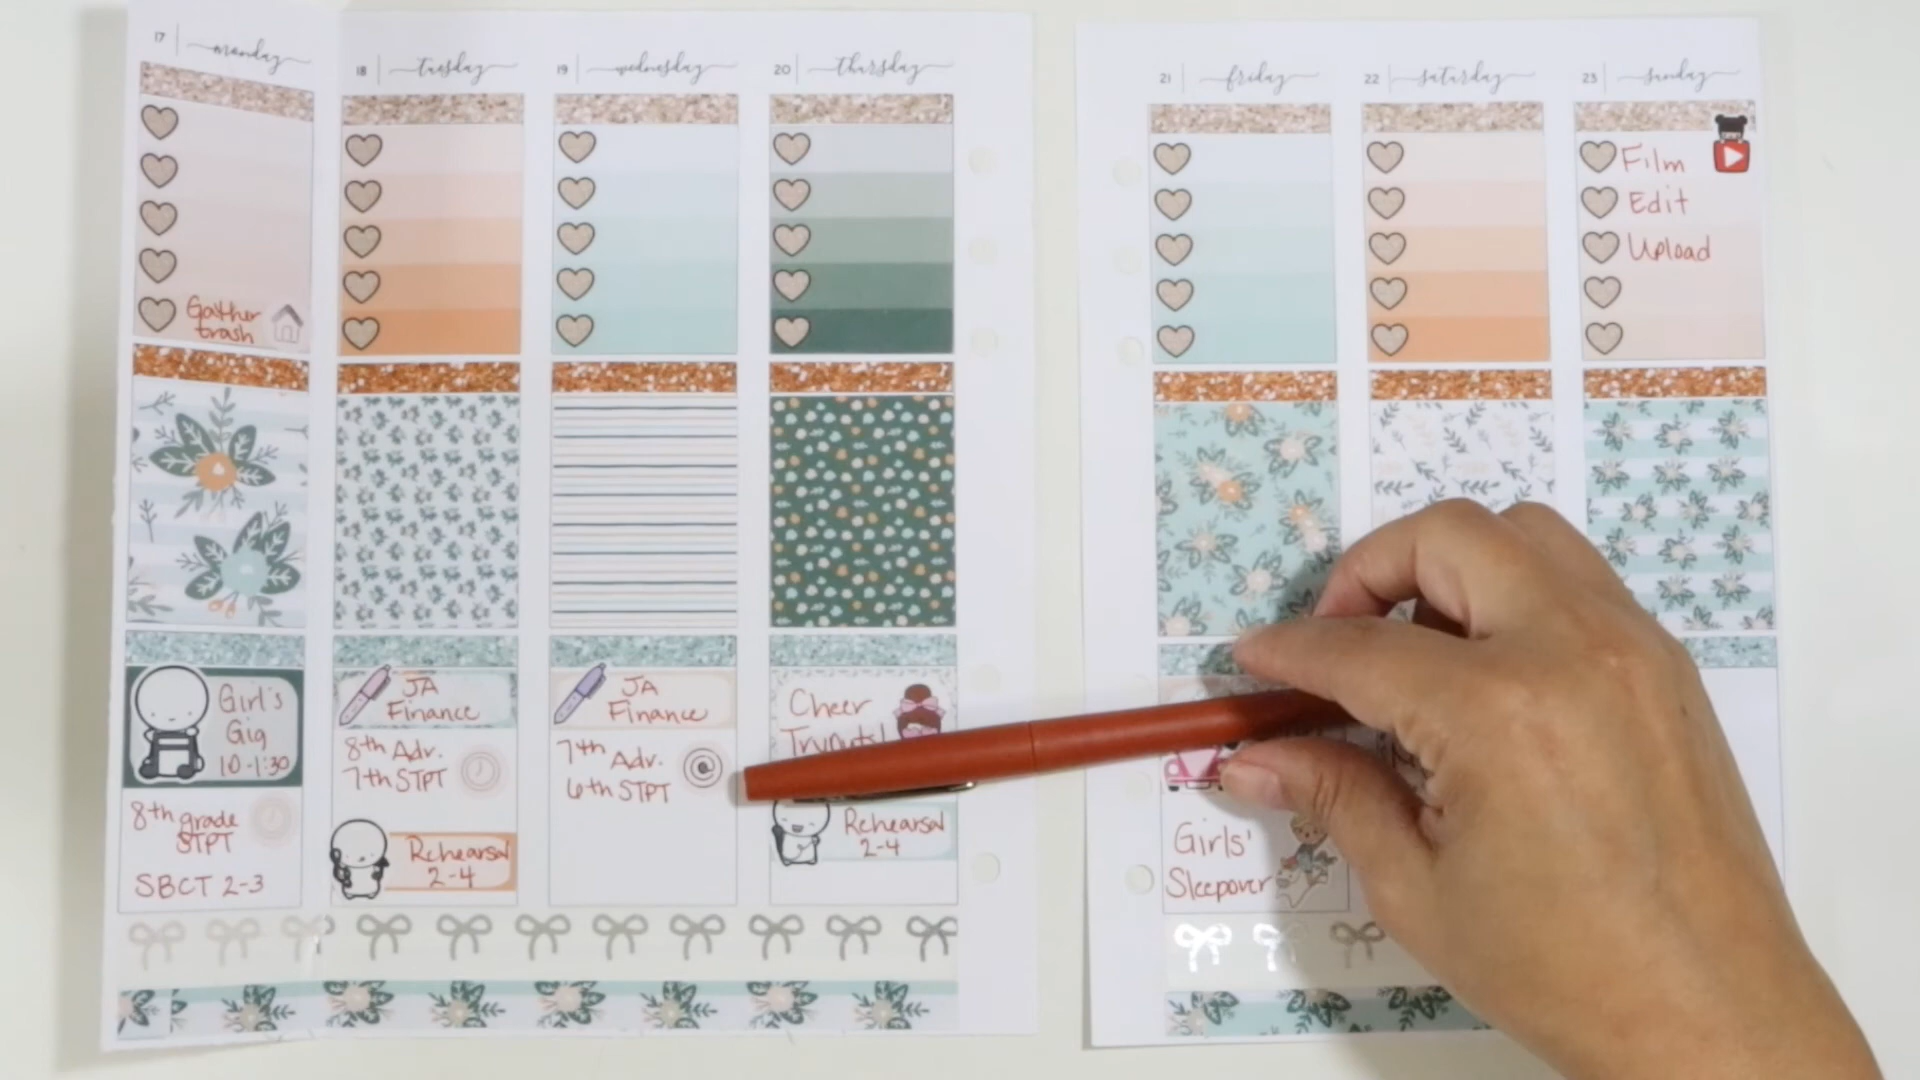 17 monday
Gather
trash
Girl's
Gig
10-1:30
8th grade
STPT
SBCT 2-3
18 tuesday
JA
Finance
8th Adv.
7th STPT
Rehearsal
2-4
19 wednesday
JA
Finance
7th Adv.
6th STPT
20 thursday
Cheer
Tryouts!
Rehearsal
2-4
21 friday
Girls'
Sleepover
22 saturday
23 sunday
Film
Edit
Upload